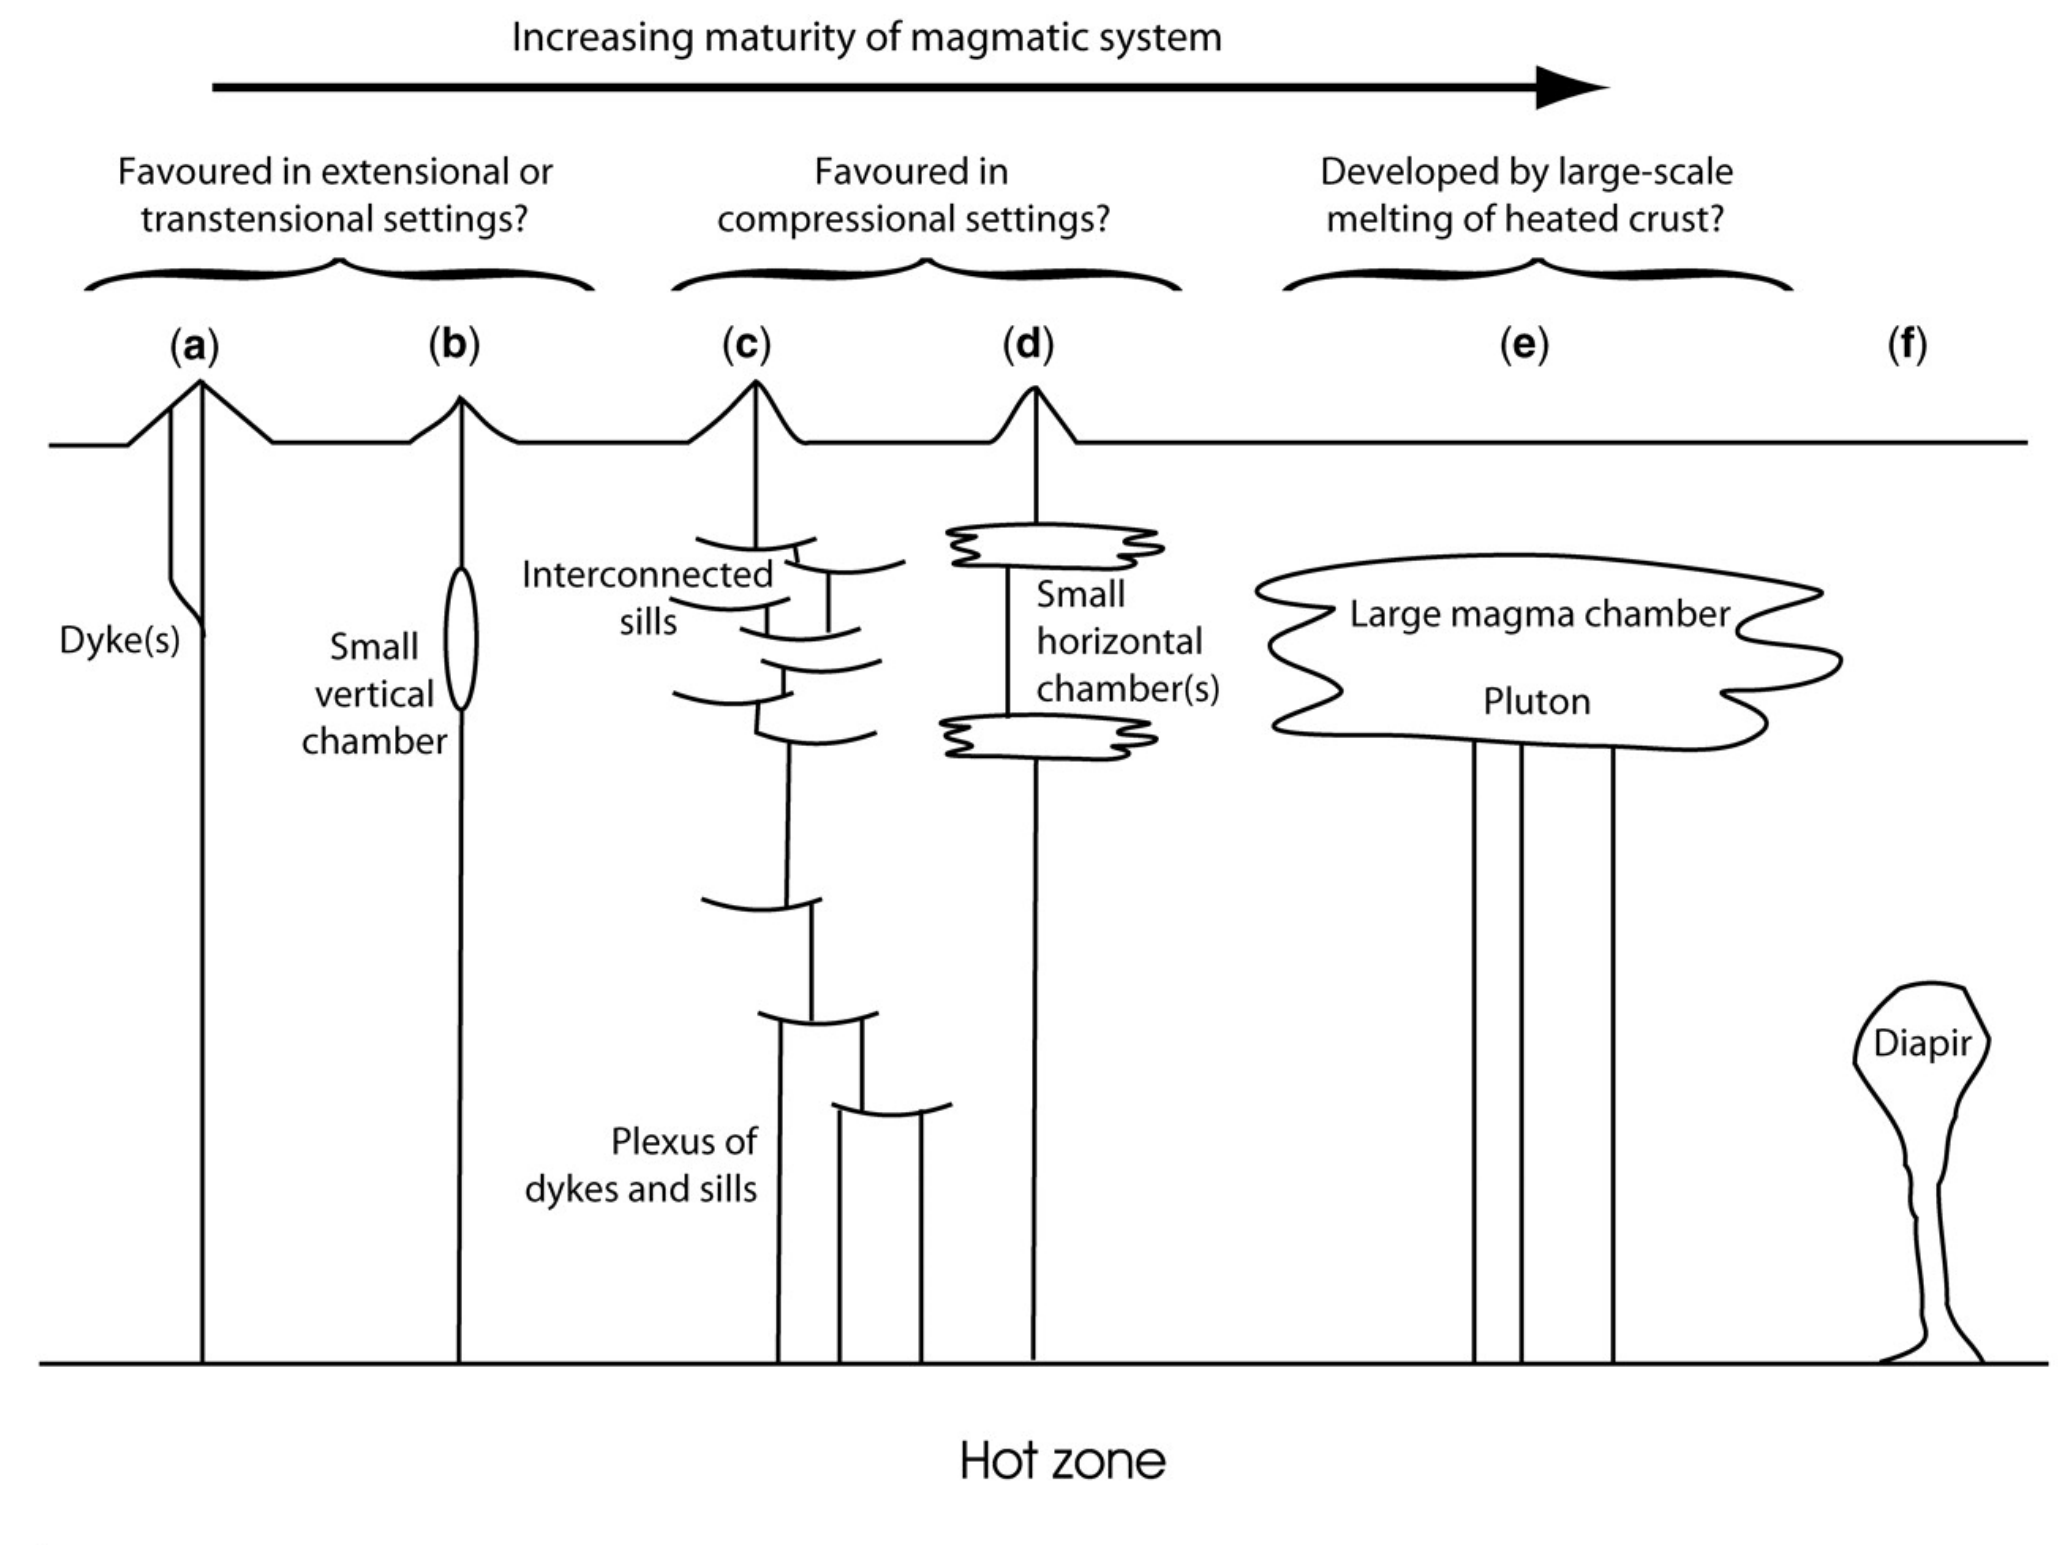 Increasing maturity of magmatic system
Favoured in extensional or
transtensional settings?
Favoured in
compressional settings?
Developed by large-scale
melting of heated crust?
(a)
(b)
(c)
(d)
(e)
(f)
Dyke(s)
Small
vertical
chamber
Interconnected
sills
Plexus of
dykes and sills
Small
horizontal
chamber(s)
Large magma chamber
Pluton
Diapir
Hot zone